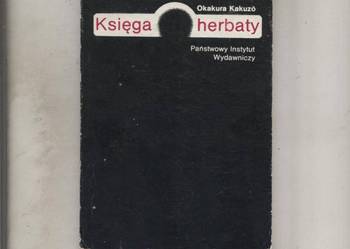 Okakura Kakuzō
Księga herbaty
Państwowy Instytut
Wydawniczy